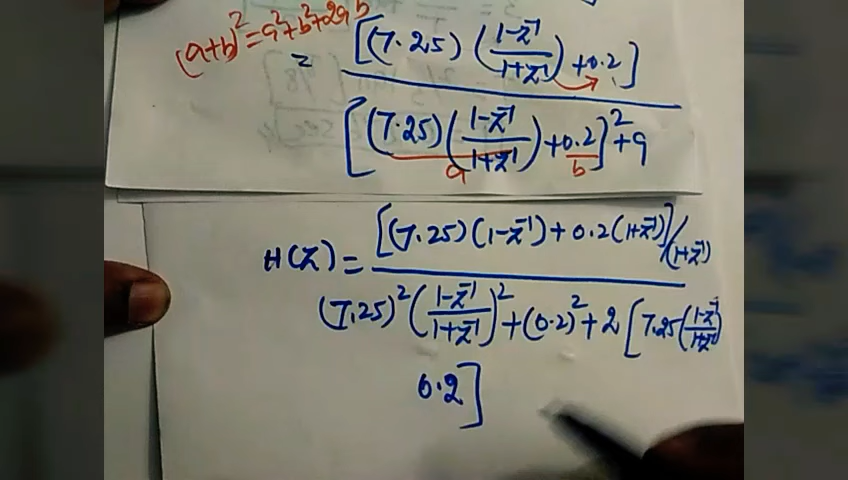 (a+b)² = a²+b²+2ab
= [(7.25) (1-z⁻¹/1+z⁻¹) +0.2]
[(7.25) (1-z⁻¹/1+z⁻¹) +0.2]² +9
a b
H(z) = [(7.25)(1-z⁻¹) + 0.2(1+z⁻¹)]/(1+z⁻¹)
(7.25)² (1-z⁻¹/1+z⁻¹)² + (0.2)² + 2 [7.25(1-z⁻¹/1+z⁻¹)
0.2]